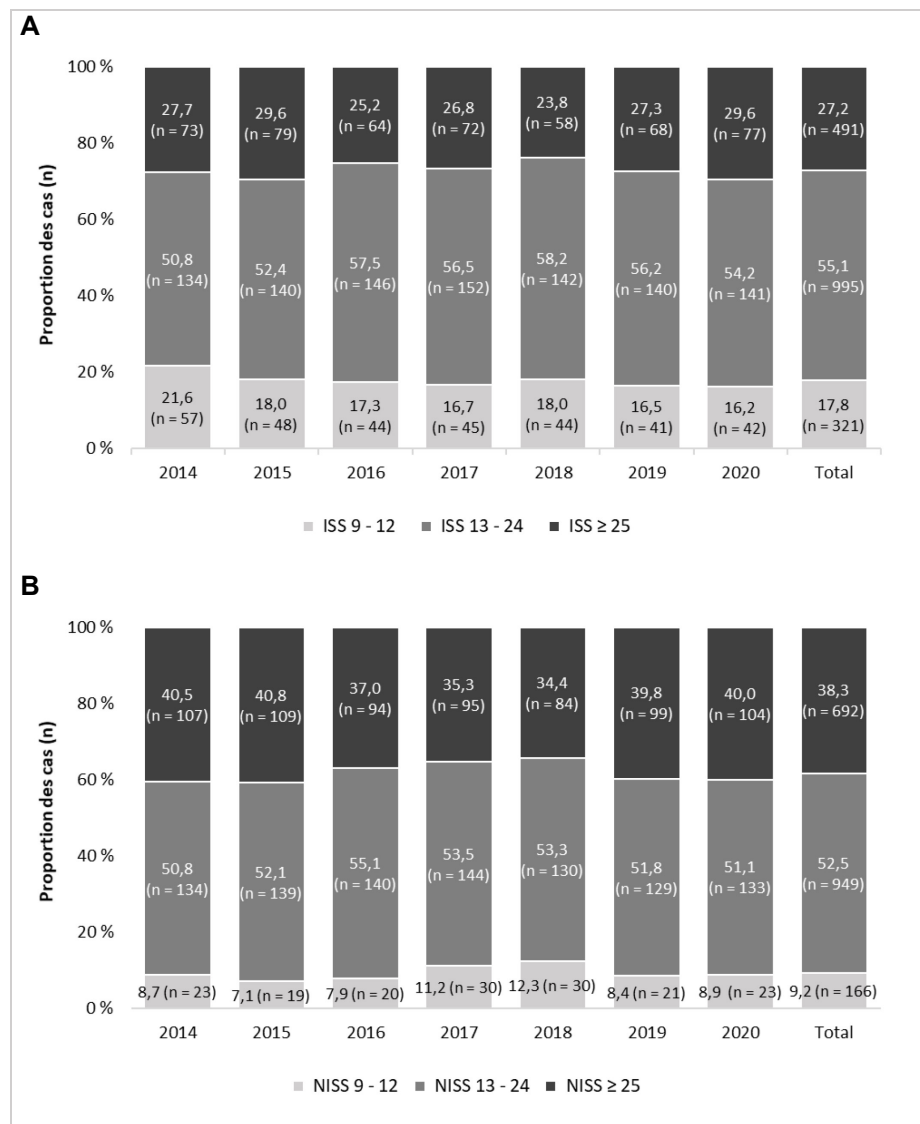 A
Proportion des cas (n)
100 %
80 %
60 %
40 %
20 %
0 %
27,7
(n = 73)
29,6
(n = 79)
25,2
(n = 64)
26,8
(n = 72)
23,8
(n = 58)
27,3
(n = 68)
29,6
(n = 77)
27,2
(n = 491)
50,8
(n = 134)
52,4
(n = 140)
57,5
(n = 146)
56,5
(n = 152)
58,2
(n = 142)
56,2
(n = 140)
54,2
(n = 141)
55,1
(n = 995)
21,6
(n = 57)
18,0
(n = 48)
17,3
(n = 44)
16,7
(n = 45)
18,0
(n = 44)
16,5
(n = 41)
16,2
(n = 42)
17,8
(n = 321)
2014 2015 2016 2017 2018 2019 2020 Total
ISS 9 - 12 ISS 13 - 24 ISS ≥ 25
B
Proportion des cas (n)
100 %
80 %
60 %
40 %
20 %
0 %
40,5
(n = 107)
40,8
(n = 109)
37,0
(n = 94)
35,3
(n = 95)
34,4
(n = 84)
39,8
(n = 99)
40,0
(n = 104)
38,3
(n = 692)
50,8
(n = 134)
52,1
(n = 139)
55,1
(n = 140)
53,5
(n = 144)
53,3
(n = 130)
51,8
(n = 129)
51,1
(n = 133)
52,5
(n = 949)
8,7 (n = 23)
7,1 (n = 19)
7,9 (n = 20)
11,2 (n = 30)
12,3 (n = 30)
8,4 (n = 21)
8,9 (n = 23)
9,2 (n = 166)
2014 2015 2016 2017 2018 2019 2020 Total
NISS 9 - 12 NISS 13 - 24 NISS ≥ 25